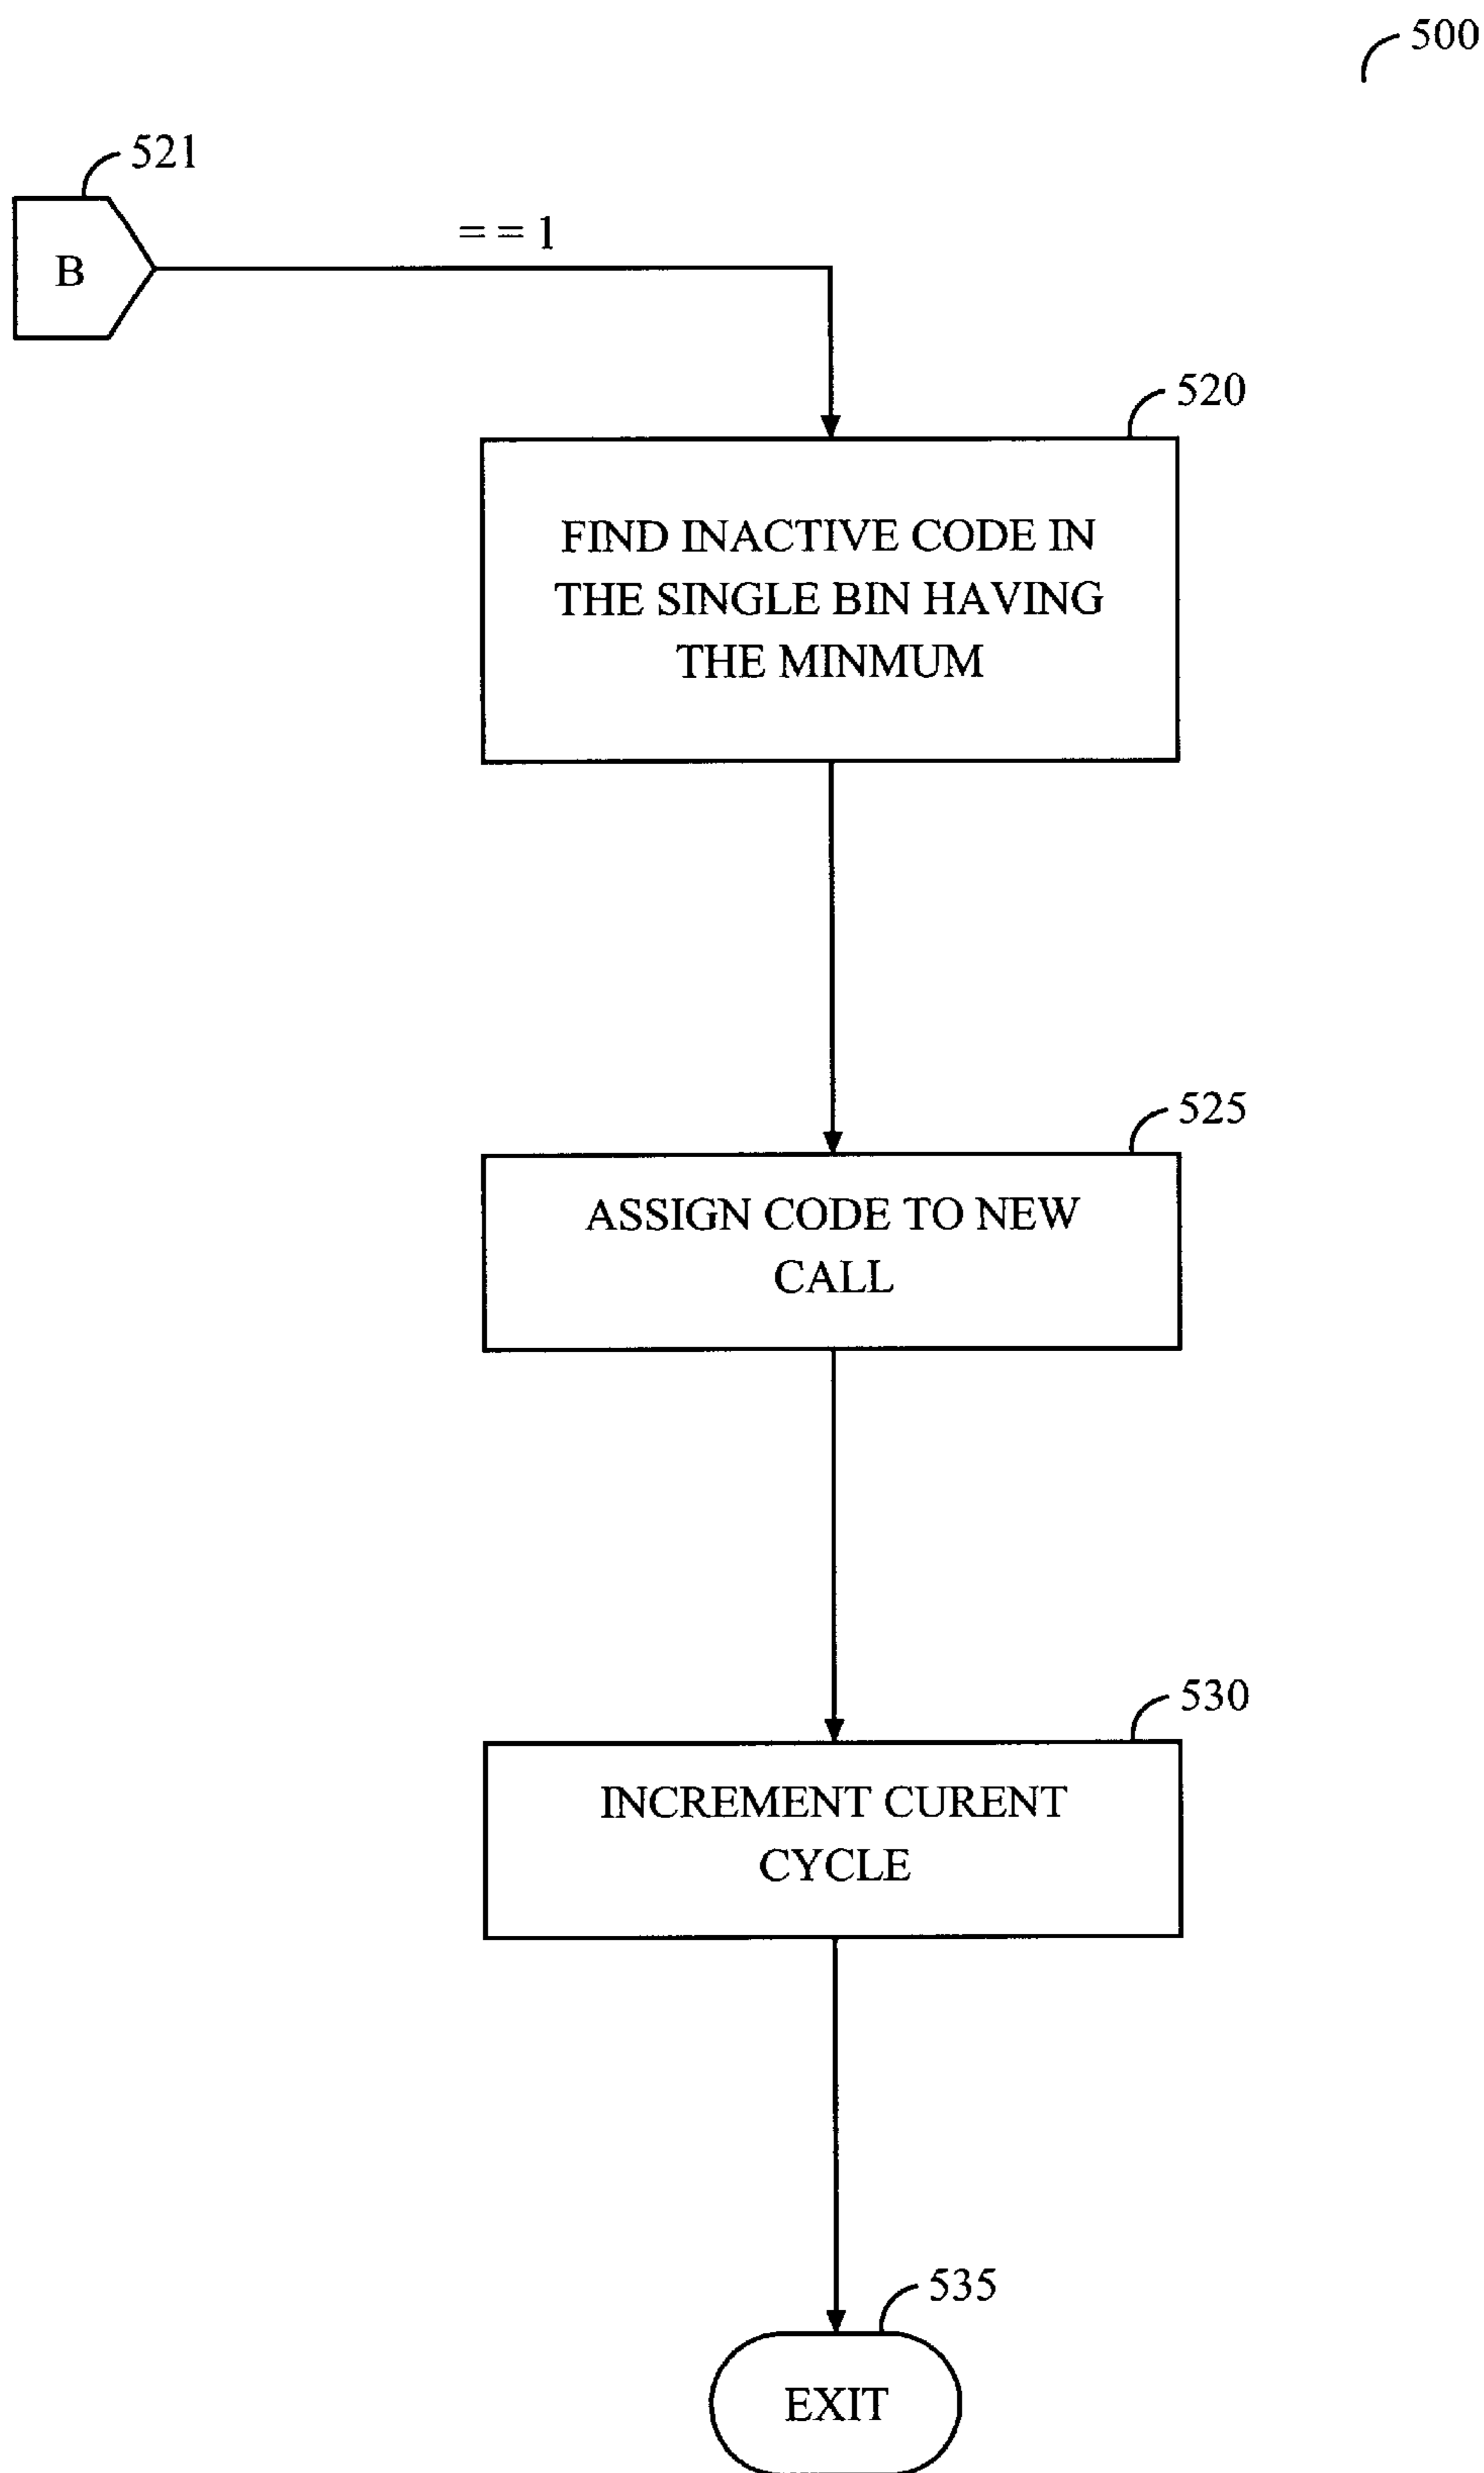 500
521
B
= = 1
520
FIND INACTIVE CODE IN
THE SINGLE BIN HAVING
THE MINMUM
525
ASSIGN CODE TO NEW
CALL
530
INCREMENT CURENT
CYCLE
535
EXIT